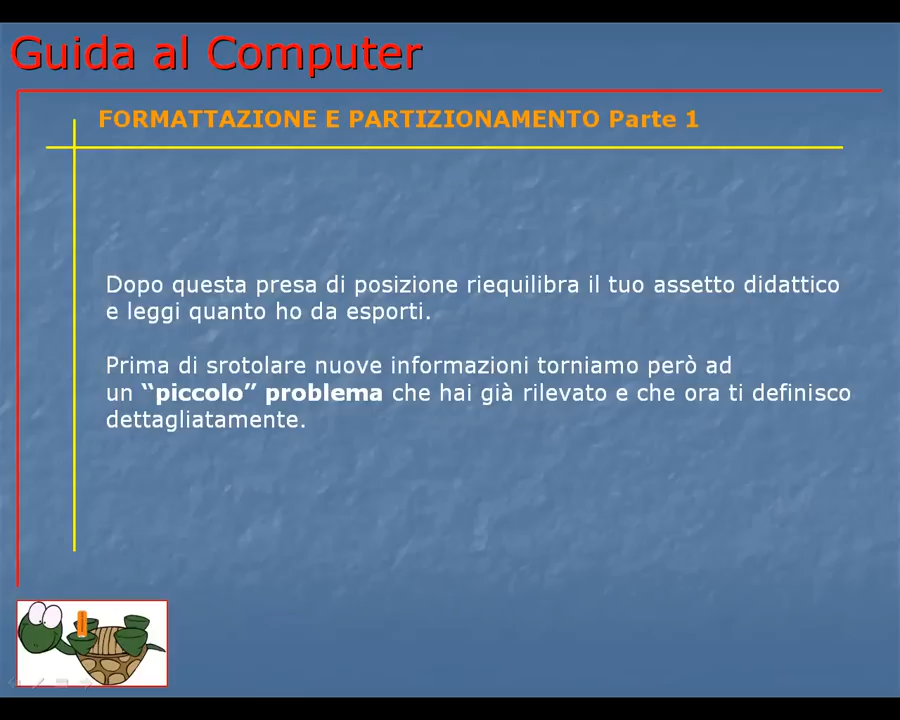 Guida al Computer
FORMATTAZIONE E PARTIZIONAMENTO Parte 1
Dopo questa presa di posizione riequilibra il tuo assetto didattico
e leggi quanto ho da esporti.
Prima di srotolare nuove informazioni torniamo però ad
un “piccolo” problema che hai già rilevato e che ora ti definisco
dettagliatamente.